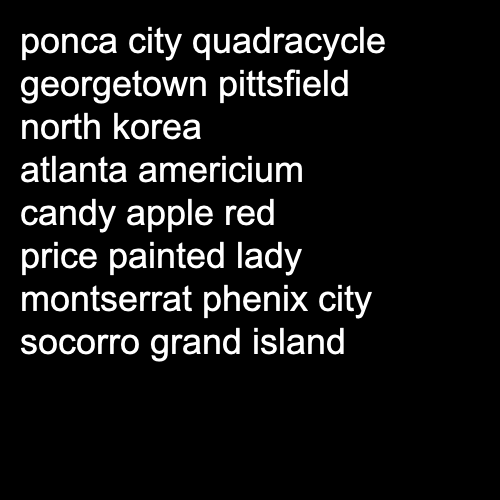 ponca city quadracycle
georgetown pittsfield
north korea
atlanta americium
candy apple red
price painted lady
montserrat phenix city
socorro grand island